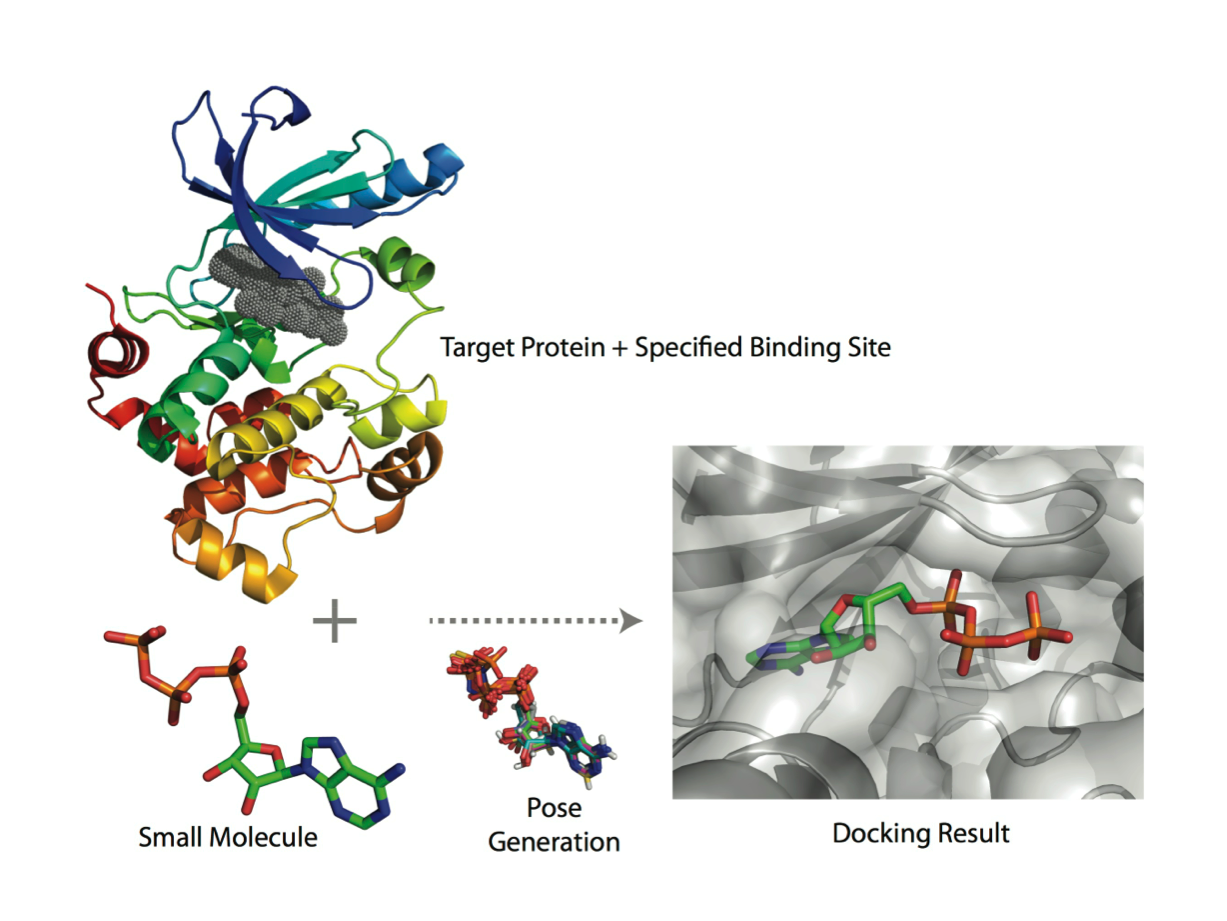 Target Protein + Specified Binding Site
Small Molecule
Pose
Generation
Docking Result